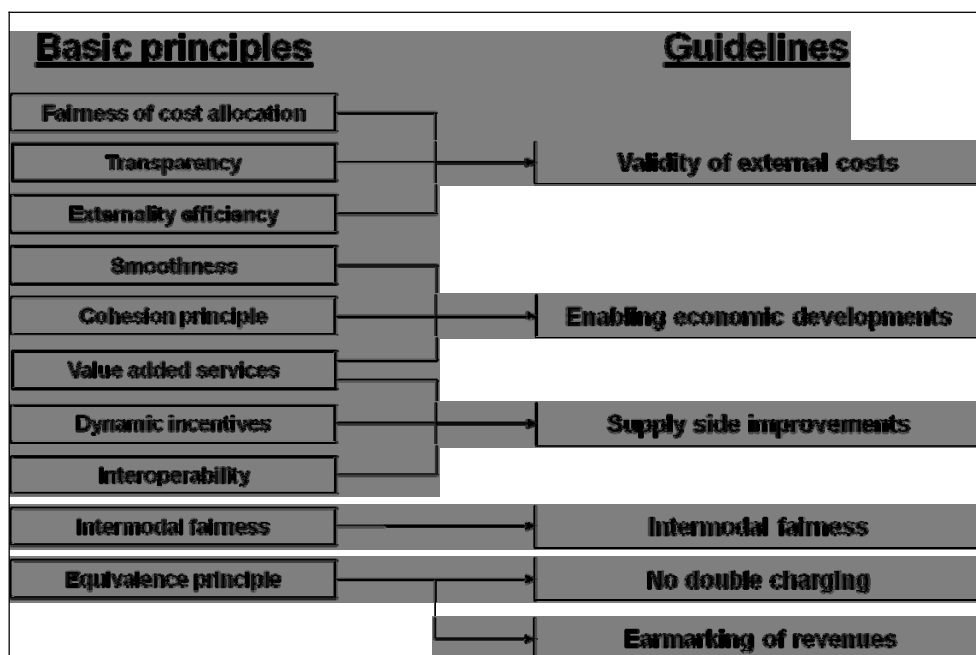 Basic principles
Guidelines
Fairness of cost allocation
Transparency
Validity of external costs
Externality efficiency
Smoothness
Cohesion principle
Enabling economic developments
Value added services
Dynamic incentives
Supply side improvements
Interoperability
Intermodal fairness
Intermodal fairness
Equivalence principle
No double charging
Earmarking of revenues